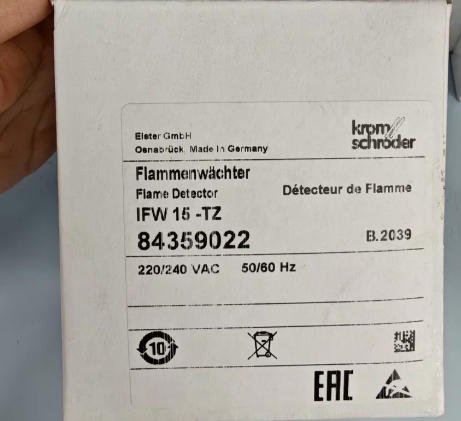 Elster GmbH
Osnabrück, Made in Germany
krom
schröder
Flammenwächter
Flame Detector
Détecteur de Flamme
IFW 15 -TZ
84359022
B.2039
220/240 VAC 50/60 Hz
10
EAC